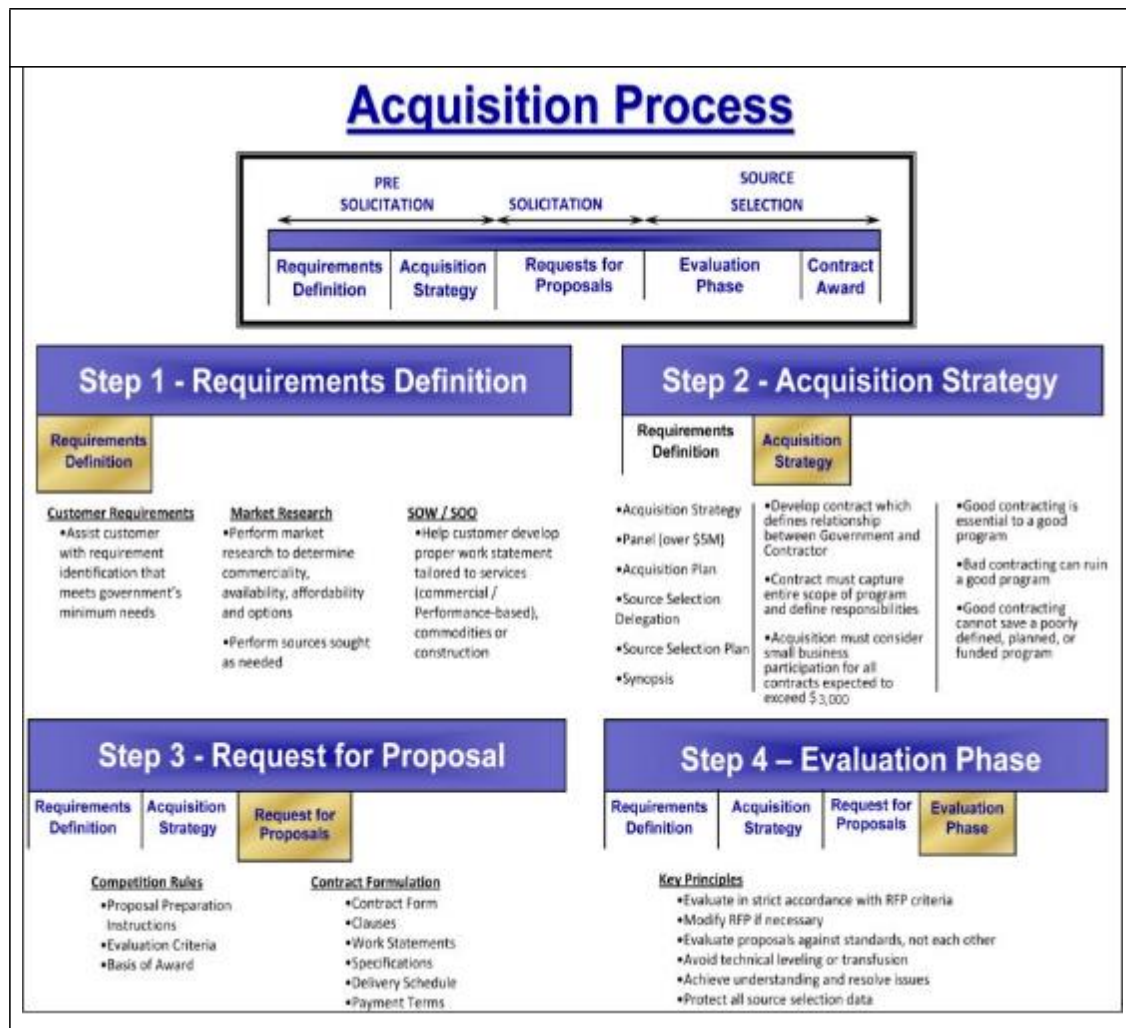 Acquisition Process
PRE
SOLICITATION
SOLICITATION
SOURCE
SELECTION
Requirements
Definition
Acquisition
Strategy
Requests for
Proposals
Evaluation
Phase
Contract
Award
Step 1 - Requirements Definition
Requirements
Definition
Customer Requirements
•Assist customer
with requirement
identification that
meets government's
minimum needs
Market Research
•Perform market
research to determine
commerciality,
availability, affordability
and options
•Perform sources sought
as needed
SOW / SOO
•Help customer develop
proper work statement
tailored to services
(commercial /
Performance-based),
commodities or
construction
Step 2 - Acquisition Strategy
Requirements
Definition
Acquisition
Strategy
•Acquisition Strategy
•Panel (over $5M)
•Acquisition Plan
•Source Selection
Delegation
•Source Selection Plan
•Synopsis
•Develop contract which
defines relationship
between Government and
Contractor
•Contract must capture
entire scope of program
and define responsibilities
•Acquisition must consider
small business
participation for all
contracts expected to
exceed $3,000
•Good contracting is
essential to a good
program
•Bad contracting can ruin
a good program
•Good contracting
cannot save a poorly
defined, planned, or
funded program
Step 3 - Request for Proposal
Requirements
Definition
Acquisition
Strategy
Request for
Proposals
Competition Rules
•Proposal Preparation
Instructions
•Evaluation Criteria
•Basis of Award
Contract Formulation
•Contract Form
•Clauses
•Work Statements
•Specifications
•Delivery Schedule
•Payment Terms
Step 4 – Evaluation Phase
Requirements
Definition
Acquisition
Strategy
Request for
Proposals
Evaluation
Phase
Key Principles
•Evaluate in strict accordance with RFP criteria
•Modify RFP if necessary
•Evaluate proposals against standards, not each other
•Avoid technical leveling or transfusion
•Achieve understanding and resolve issues
•Protect all source selection data